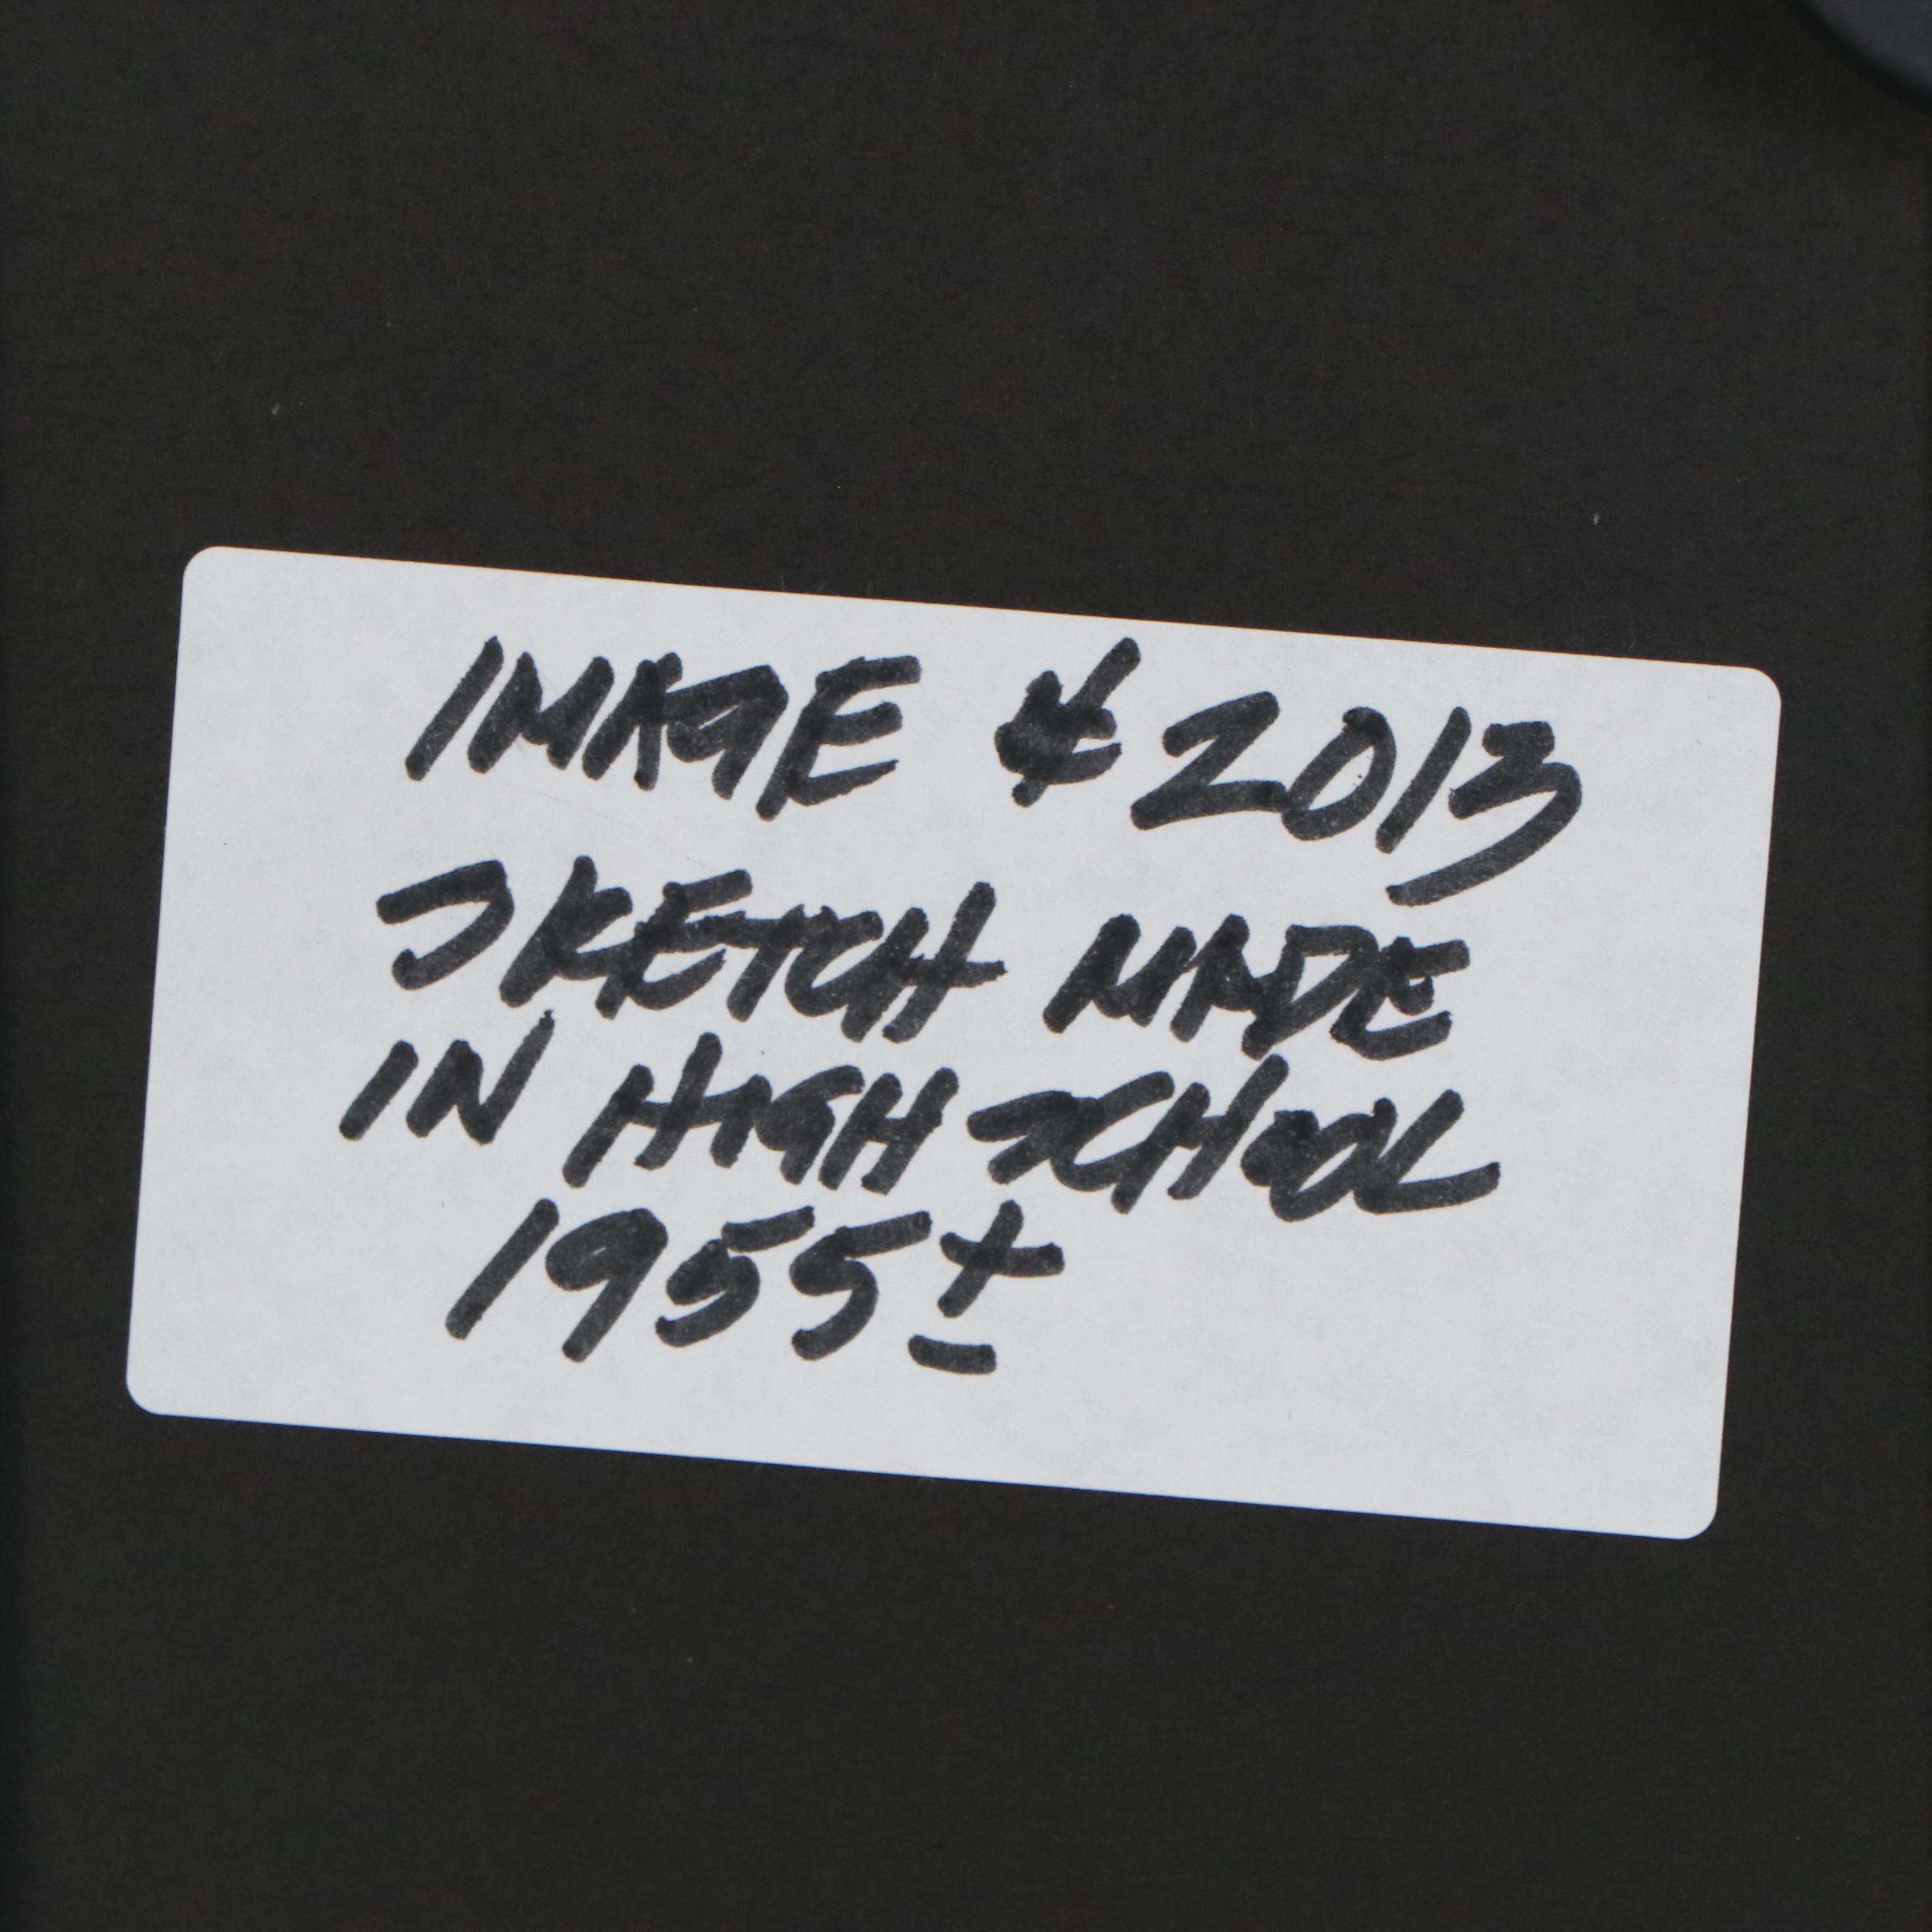 IMAGE ¢ 2013
SKETCH MADE
IN HIGH SCHOOL
1955±